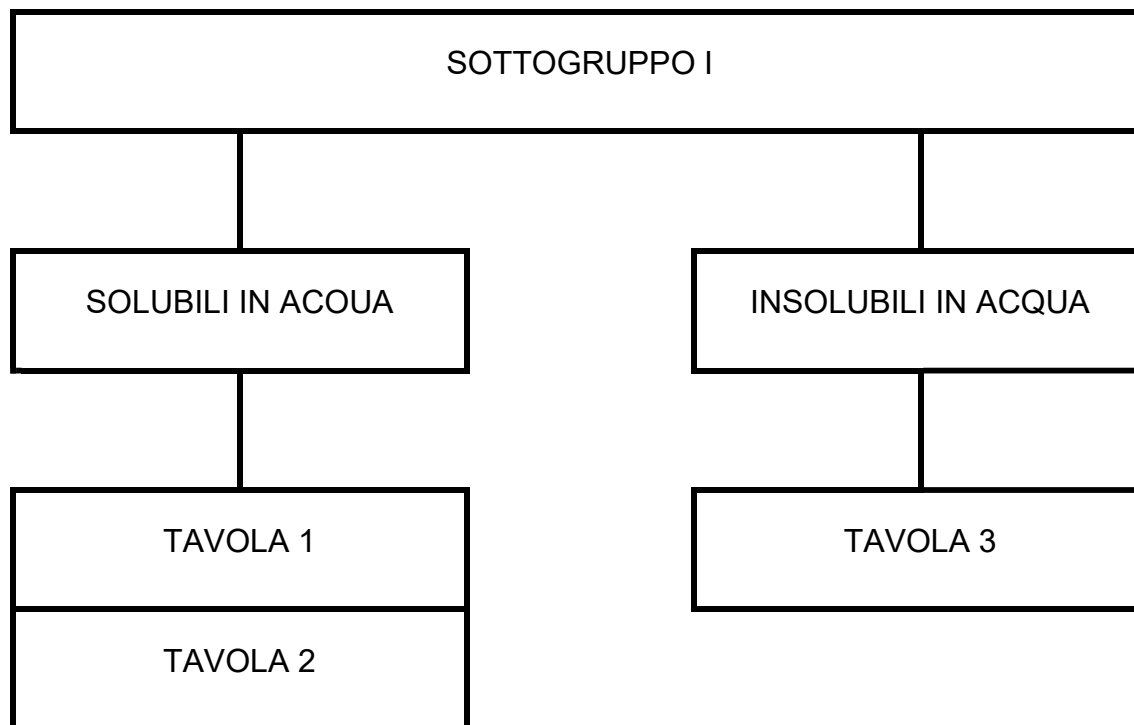 SOTTOGRUPPO I
SOLUBILI IN ACOUA
INSOLUBILI IN ACQUA
TAVOLA 1
TAVOLA 3
TAVOLA 2